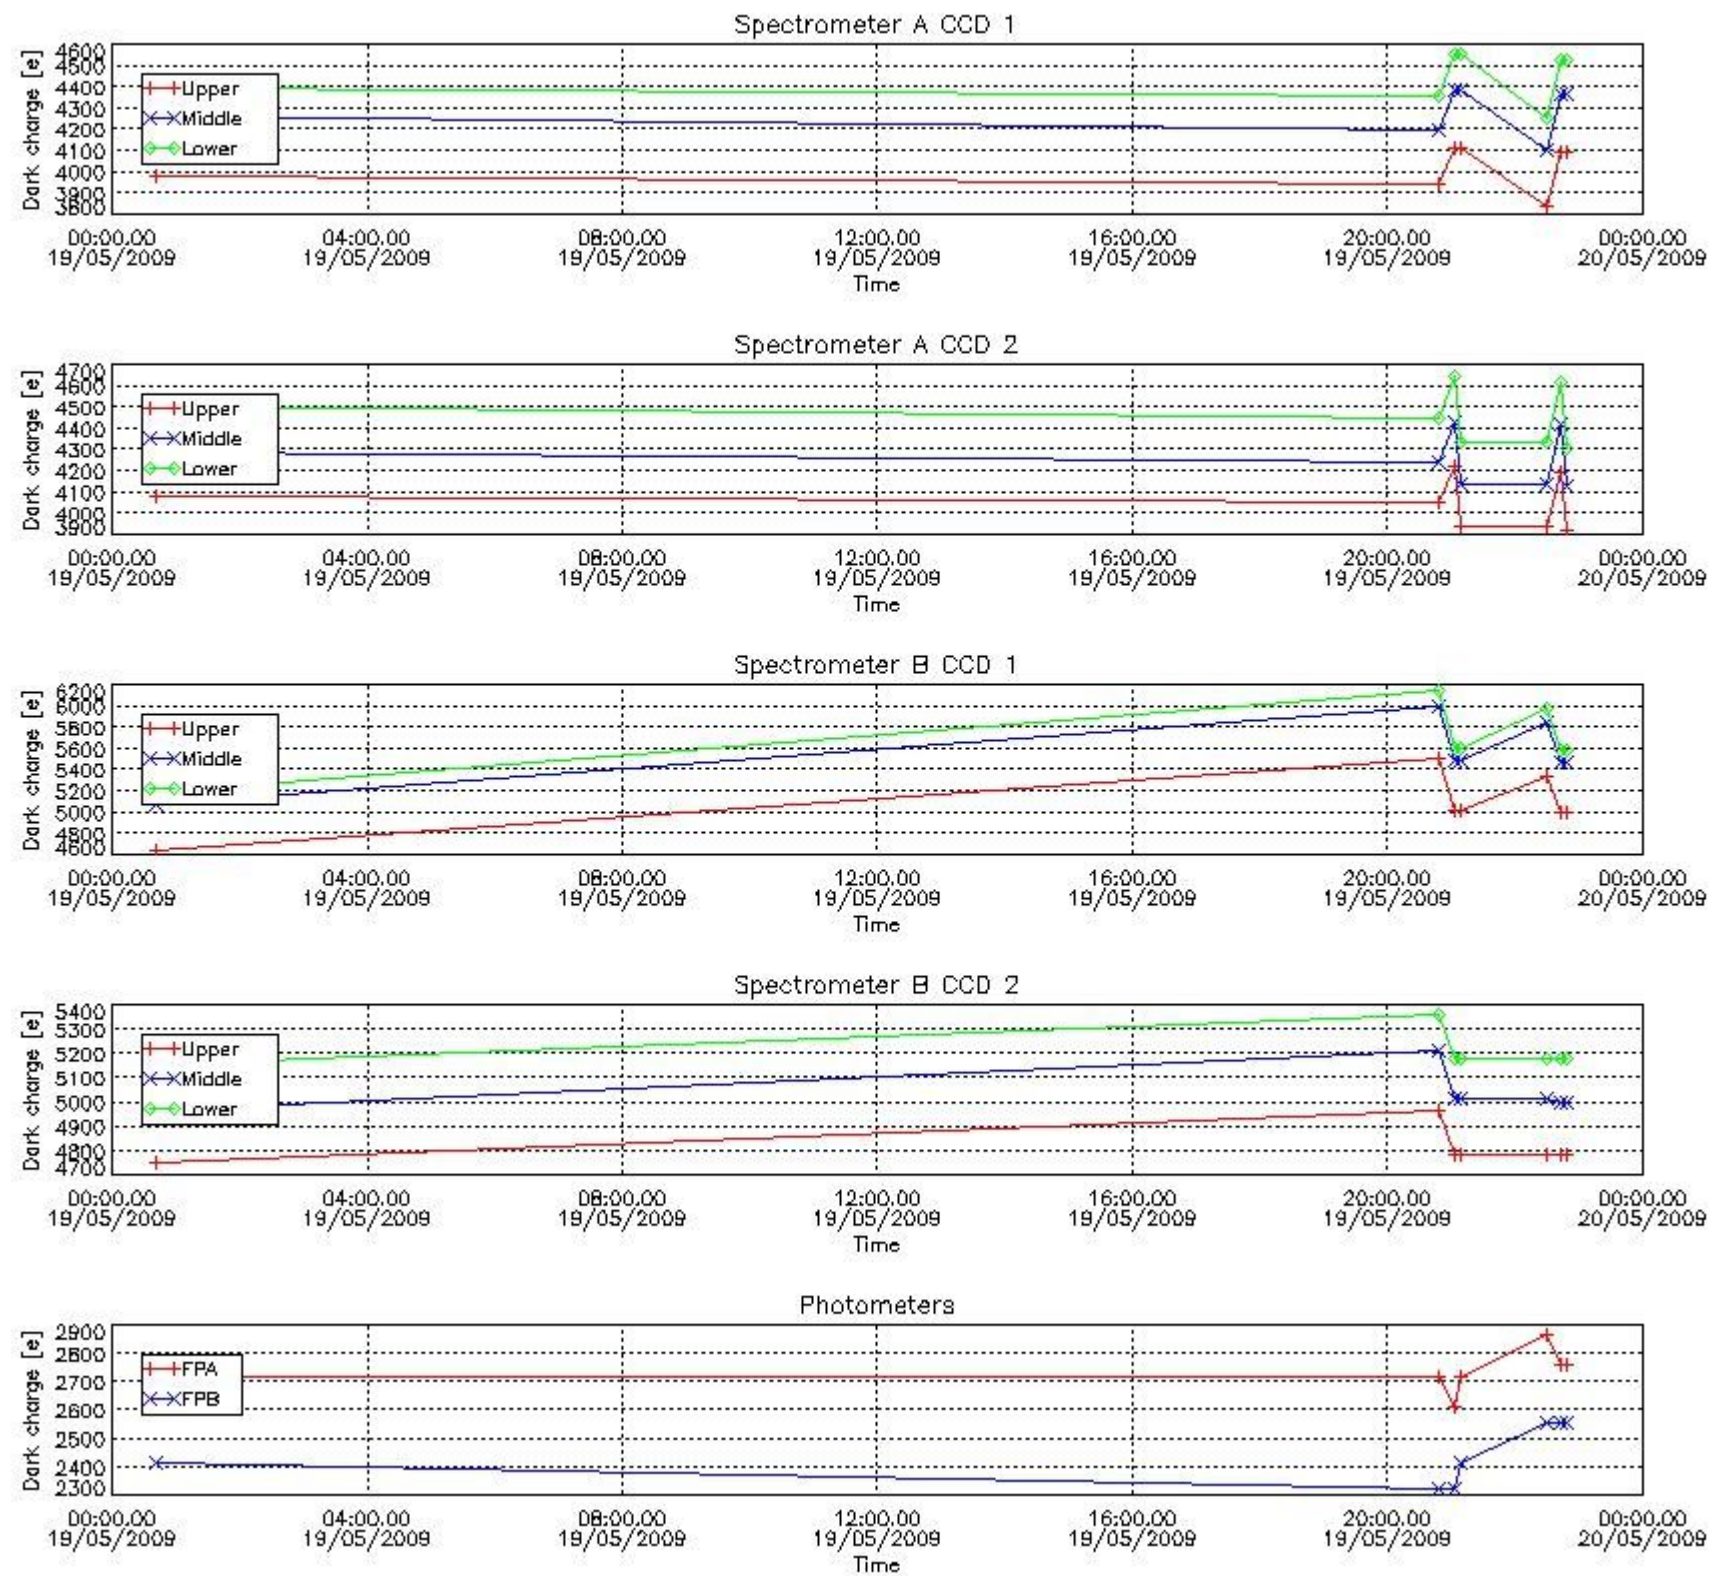 Spectrometer A CCD 1
Dark charge [e]
4600
4500
4400
4300
4200
4100
4000
3900
3800
Upper
Middle
Lower
00:00.00 04:00.00 08:00.00 12:00.00 16:00.00 20:00.00 00:00.00
19/05/2009 19/05/2009 19/05/2009 19/05/2009 19/05/2009 19/05/2009 20/05/2009
Time
Spectrometer A CCD 2
Dark charge [e]
4700
4600
4500
4400
4300
4200
4100
4000
3900
Upper
Middle
Lower
00:00.00 04:00.00 08:00.00 12:00.00 16:00.00 20:00.00 00:00.00
19/05/2009 19/05/2009 19/05/2009 19/05/2009 19/05/2009 19/05/2009 20/05/2009
Time
Spectrometer B CCD 1
Dark charge [e]
6200
6000
5800
5600
5400
5200
5000
4800
4600
Upper
Middle
Lower
00:00.00 04:00.00 08:00.00 12:00.00 16:00.00 20:00.00 00:00.00
19/05/2009 19/05/2009 19/05/2009 19/05/2009 19/05/2009 19/05/2009 20/05/2009
Time
Spectrometer B CCD 2
Dark charge [e]
5400
5300
5200
5100
5000
4900
4800
4700
Upper
Middle
Lower
00:00.00 04:00.00 08:00.00 12:00.00 16:00.00 20:00.00 00:00.00
19/05/2009 19/05/2009 19/05/2009 19/05/2009 19/05/2009 19/05/2009 20/05/2009
Time
Photometers
Dark charge [e]
2900
2800
2700
2600
2500
2400
2300
FPA
FPB
00:00.00 04:00.00 08:00.00 12:00.00 16:00.00 20:00.00 00:00.00
19/05/2009 19/05/2009 19/05/2009 19/05/2009 19/05/2009 19/05/2009 20/05/2009
Time